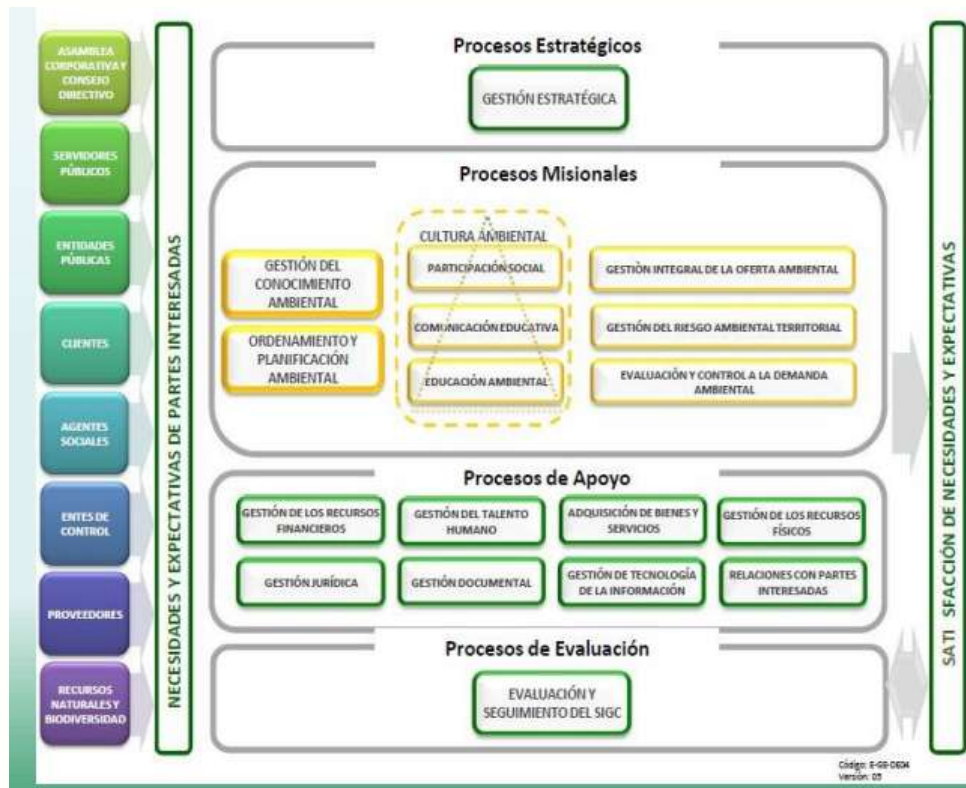 ASAMBLEA
CORPORATIVA Y
CONSEJO
DIRECTIVO
SERVIDORES
PÚBLICOS
ENTIDADES
PÚBLICAS
CLIENTES
AGENTES
SOCIALES
ENTES DE
CONTROL
PROVEEDORES
RECURSOS
NATURALES Y
BIODIVERSIDAD
NECESIDADES Y EXPECTATIVAS DE PARTES INTERESADAS
Procesos Estratégicos
GESTIÓN ESTRATÉGICA
Procesos Misionales
GESTIÓN DEL
CONOCIMIENTO
AMBIENTAL
ORDENAMIENTO Y
PLANIFICACIÓN
AMBIENTAL
CULTURA AMBIENTAL
PARTICIPACIÓN SOCIAL
COMUNICACIÓN EDUCATIVA
EDUCACIÓN AMBIENTAL
GESTIÓN INTEGRAL DE LA OFERTA AMBIENTAL
GESTIÓN DEL RIESGO AMBIENTAL TERRITORIAL
EVALUACIÓN Y CONTROL A LA DEMANDA
AMBIENTAL
Procesos de Apoyo
GESTIÓN DE LOS RECURSOS
FINANCIEROS
GESTIÓN DEL TALENTO
HUMANO
ADQUISICIÓN DE BIENES Y
SERVICIOS
GESTIÓN DE LOS RECURSOS
FÍSICOS
GESTIÓN JURÍDICA
GESTIÓN DOCUMENTAL
GESTIÓN DE TECNOLOGÍA
DE LA INFORMACIÓN
RELACIONES CON PARTES
INTERESADAS
Procesos de Evaluación
EVALUACIÓN Y
SEGUIMIENTO DEL SIGC
SATI SFACCIÓN DE NECESIDADES Y EXPECTATIVAS
Código:
Versión: 05